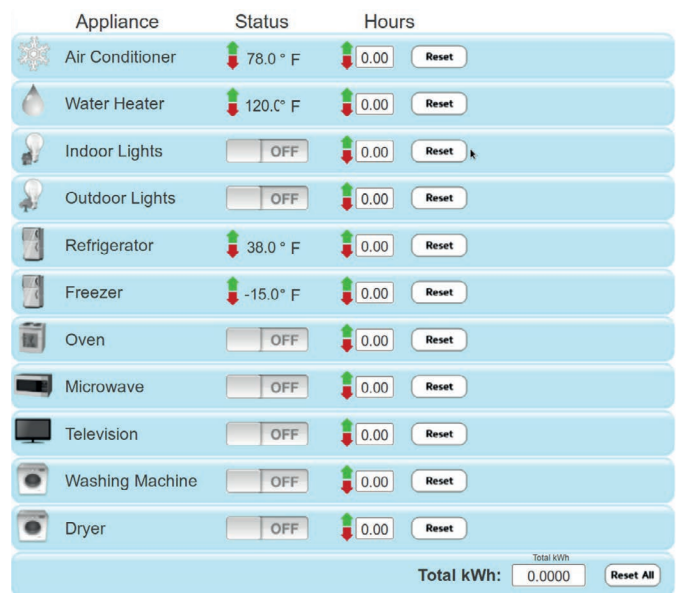 Appliance Status Hours
Air Conditioner 78.0 ° F 0.00 Reset
Water Heater 120.0° F 0.00 Reset
Indoor Lights OFF 0.00 Reset
Outdoor Lights OFF 0.00 Reset
Refrigerator 38.0 ° F 0.00 Reset
Freezer -15.0° F 0.00 Reset
Oven OFF 0.00 Reset
Microwave OFF 0.00 Reset
Television OFF 0.00 Reset
Washing Machine OFF 0.00 Reset
Dryer OFF 0.00 Reset
Total kWh
Total kWh: 0.0000 Reset All